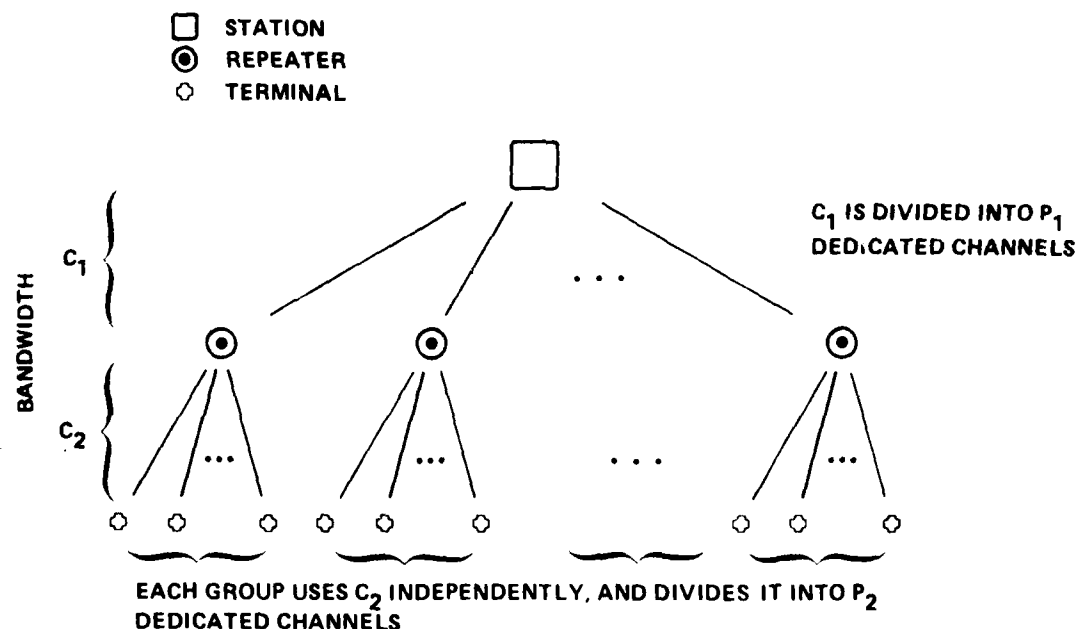 STATION
REPEATER
TERMINAL
C₁ IS DIVIDED INTO P₁
DEDICATED CHANNELS
BANDWIDTH
C₁
. . .
C₂
...
...
. . .
...
EACH GROUP USES C₂ INDEPENDENTLY, AND DIVIDES IT INTO P₂
DEDICATED CHANNELS